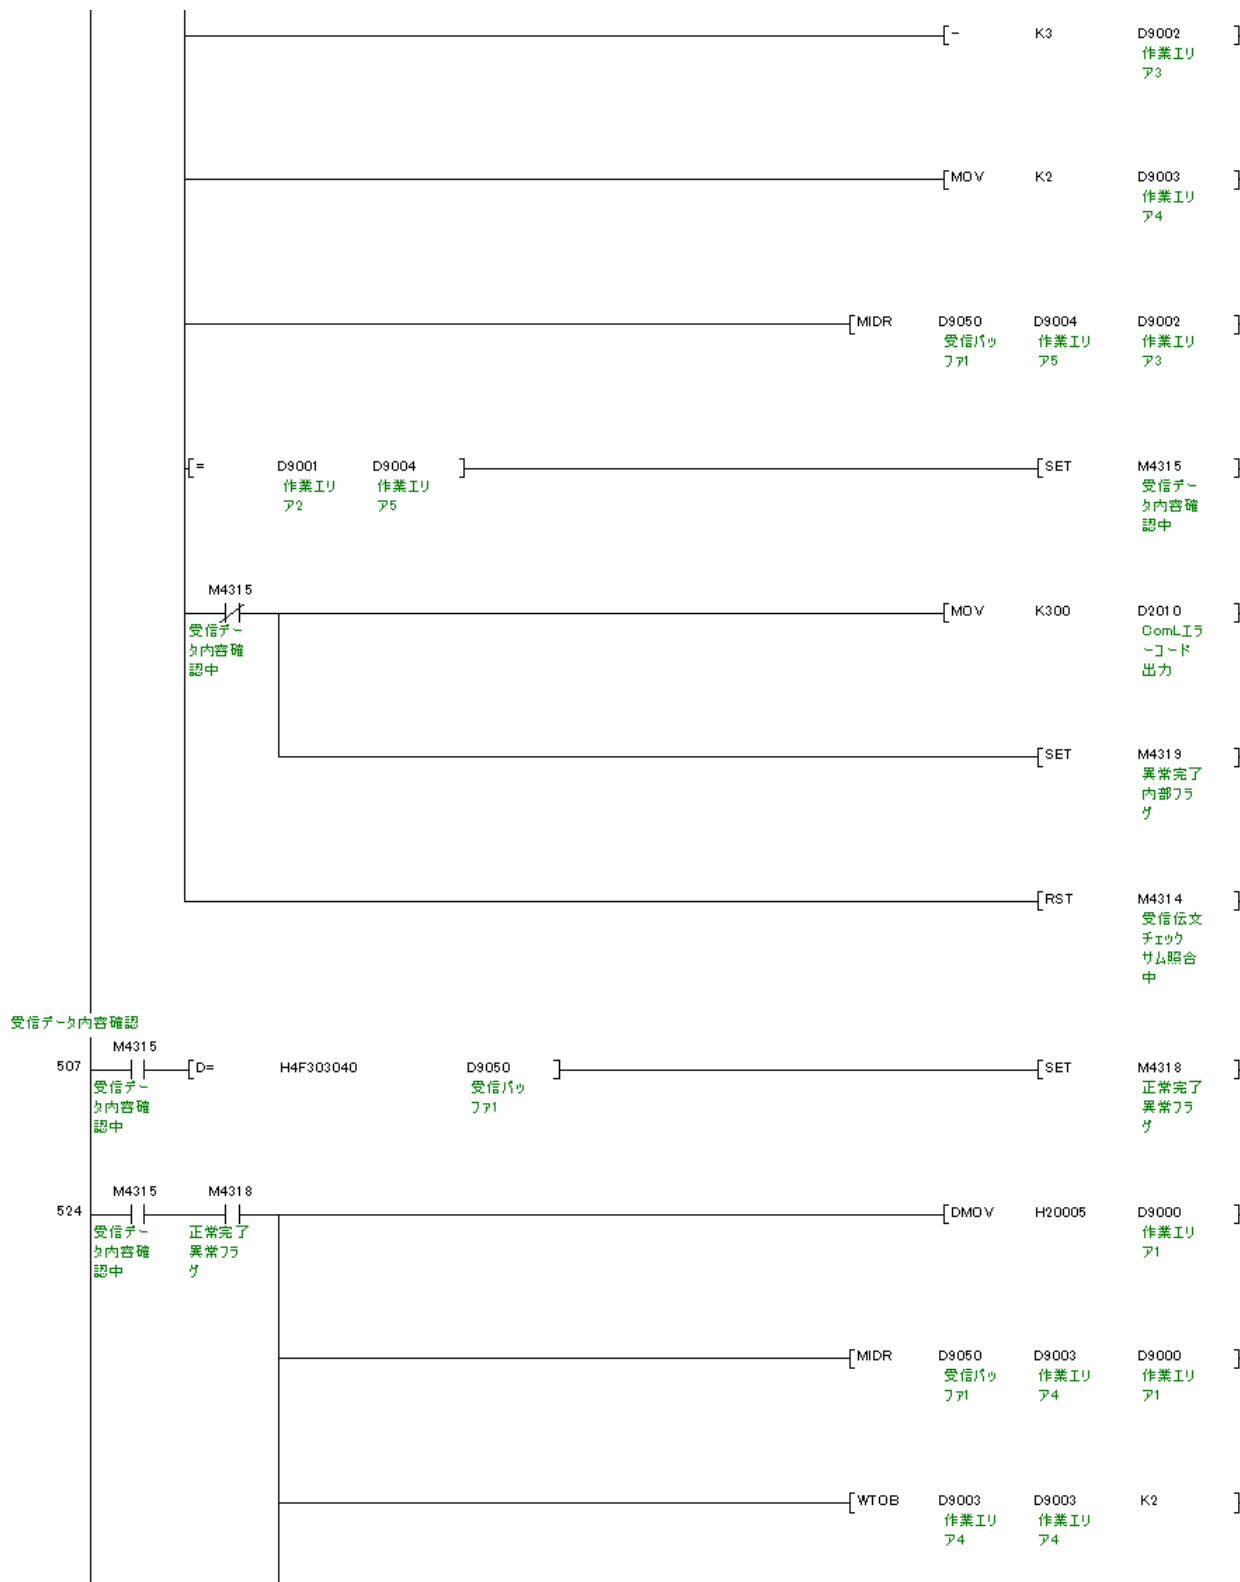 [- K3 D9002 ]
作業エリ
ア3
[MOV K2 D9003 ]
作業エリ
ア4
[MIDR D9050 D9004 D9002 ]
受信バッ 作業エリ 作業エリ
ファ1 ア5 ア3
[= D9001 D9004 ] [SET M4315 ]
作業エリ 作業エリ 受信デー
ア2 ア5 タ内容確
認中
M4315
[MOV K300 D2010 ]
受信デー ComLエラ
タ内容確 ーコード
認中 出力
[SET M4319 ]
異常完了
内部フラ
グ
[RST M4314 ]
受信伝文
チェック
サム照合
中
受信データ内容確認
M4315
507 [D= H4F303040 D9050 ] [SET M4318 ]
受信デー 受信バッ 正常完了
タ内容確 ファ1 異常フラ
認中 グ
M4315 M4318
524 [DMOV H20005 D9000 ]
受信デー 正常完了 作業エリ
タ内容確 異常フラ ア1
認中 グ
[MIDR D9050 D9003 D9000 ]
受信バッ 作業エリ 作業エリ
ファ1 ア4 ア1
[WTOB D9003 D9003 K2 ]
作業エリ 作業エリ
ア4 ア4